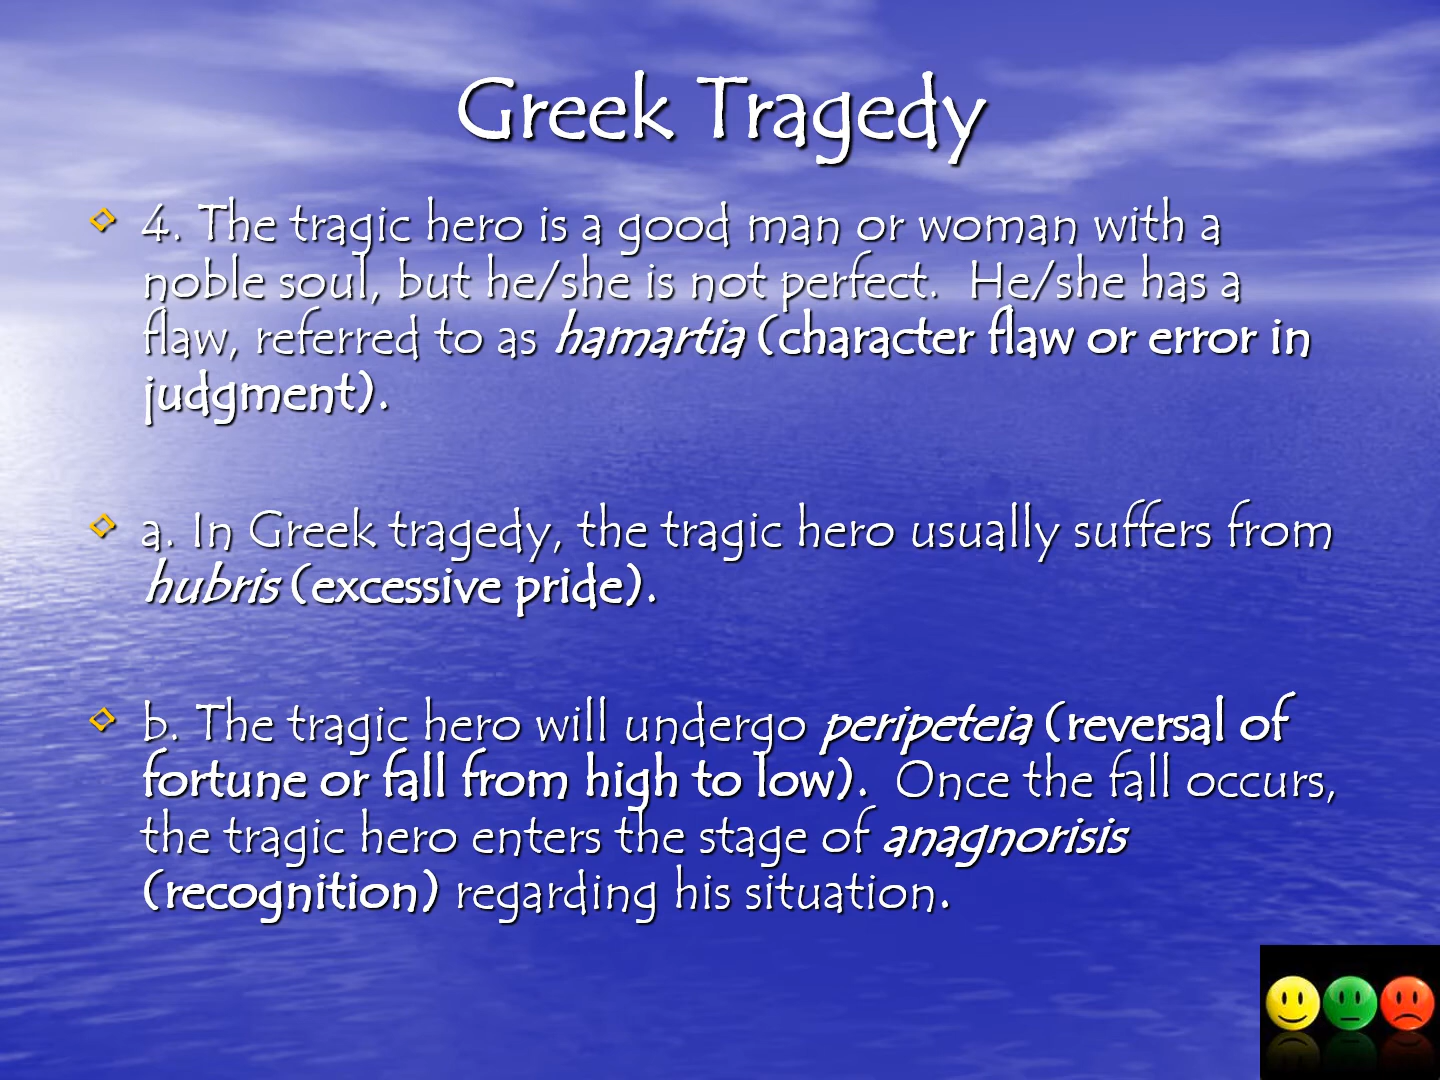 Greek Tragedy
4. The tragic hero is a good man or woman with a
noble soul, but he/she is not perfect. He/she has a
flaw, referred to as hamartia (character flaw or error in
judgment).
a. In Greek tragedy, the tragic hero usually suffers from
hubris (excessive pride).
b. The tragic hero will undergo peripeteia (reversal of
fortune or fall from high to low). Once the fall occurs,
the tragic hero enters the stage of anagnorisis
(recognition) regarding his situation.